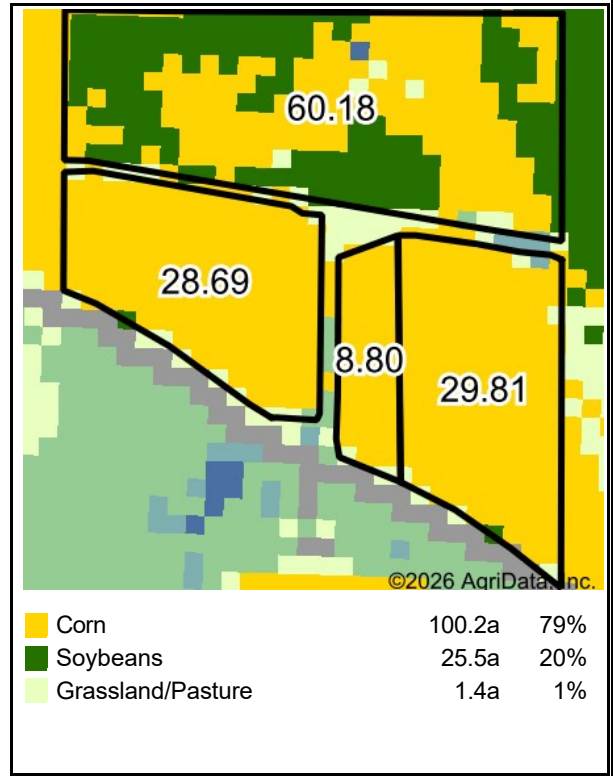 60.18
28.69
8.80
29.81
©2026 AgriData, Inc.
Corn 100.2a 79%
Soybeans 25.5a 20%
Grassland/Pasture 1.4a 1%